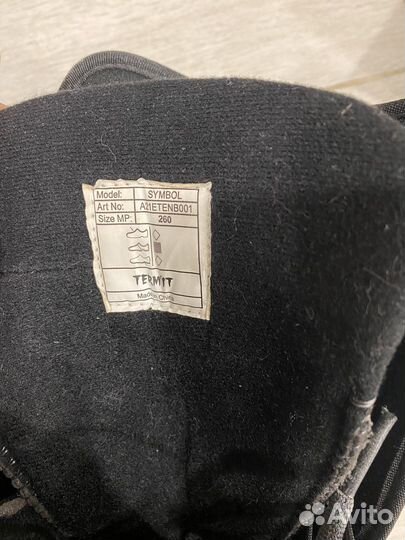 Model: SYMBOL
Art No: A21ETENB001
Size MP: 260
TERMIT
Made in China
Avito